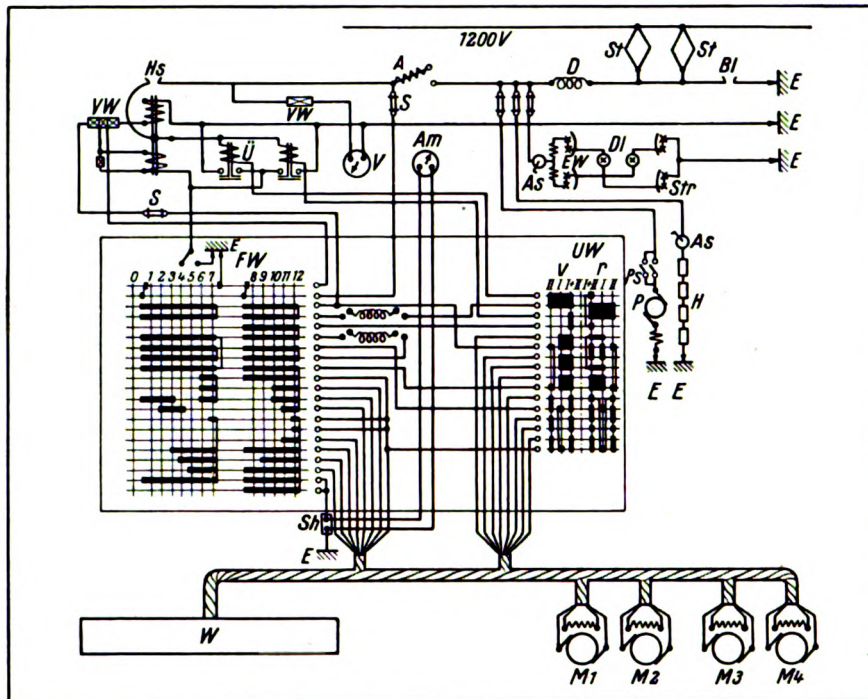 1200V
St St
Hs A D Bl E
VW S
VW E
Ü V Am
As EW Dl E
Str
S
As
E
FW UW
0 1 2 3 4 5 6 7 8 9 10 11 12
V r
PS
P H
E E
Sh
E
W M1 M2 M3 M4